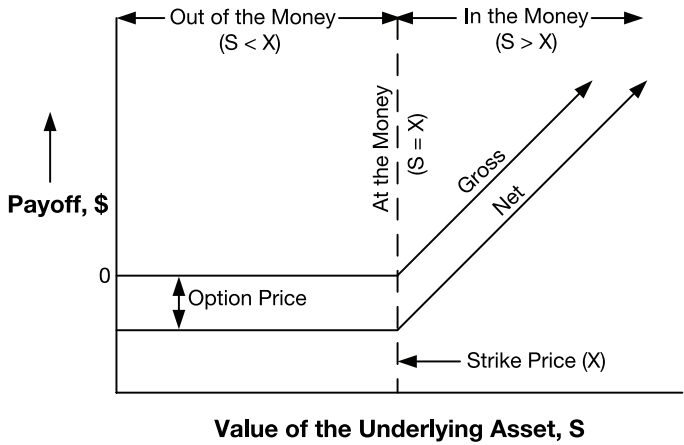 Out of the Money
(S < X)
In the Money
(S > X)
At the Money
(S = X)
Gross
Net
Payoff, $
0
Option Price
Strike Price (X)
Value of the Underlying Asset, S